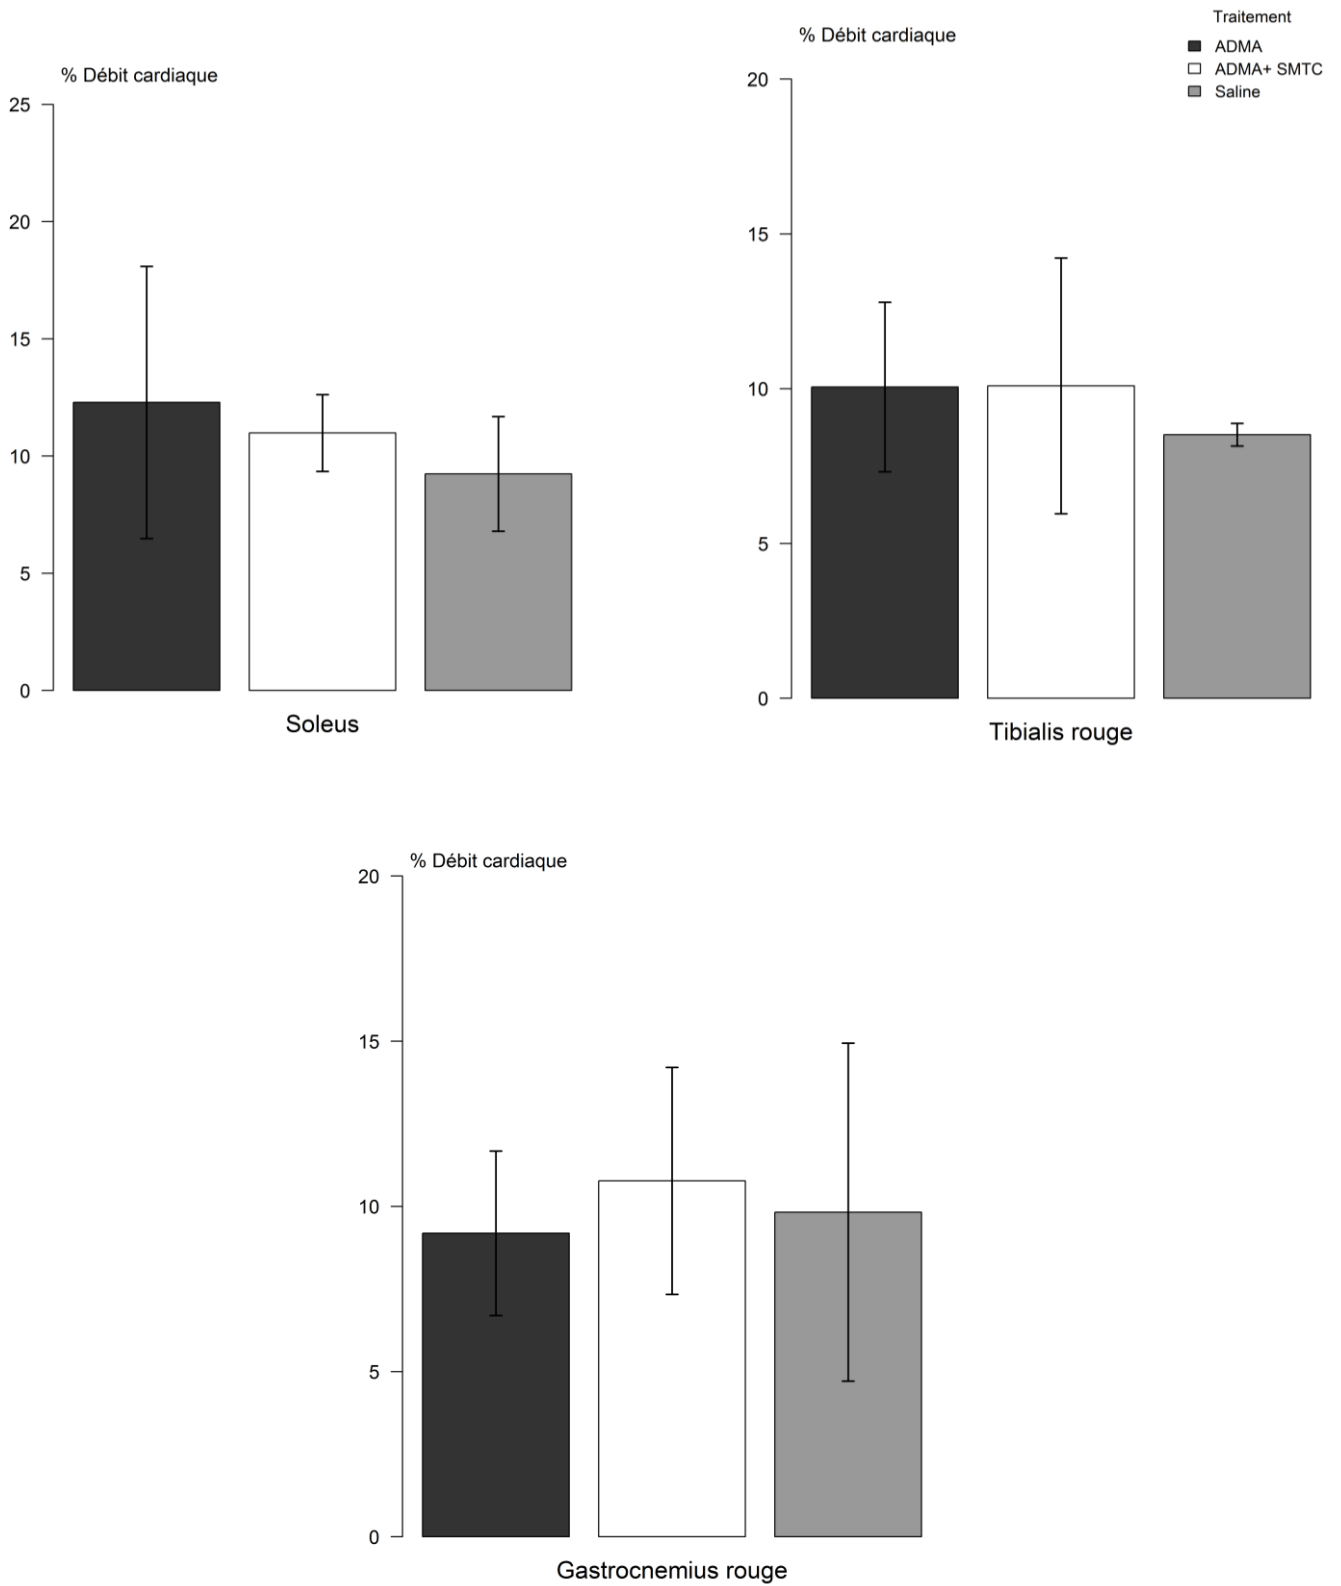 % Débit cardiaque
25
20
15
10
5
0
Soleus
% Débit cardiaque
20
15
10
5
0
Tibialis rouge
Traitement
ADMA
ADMA+ SMTC
Saline
% Débit cardiaque
20
15
10
5
0
Gastrocnemius rouge